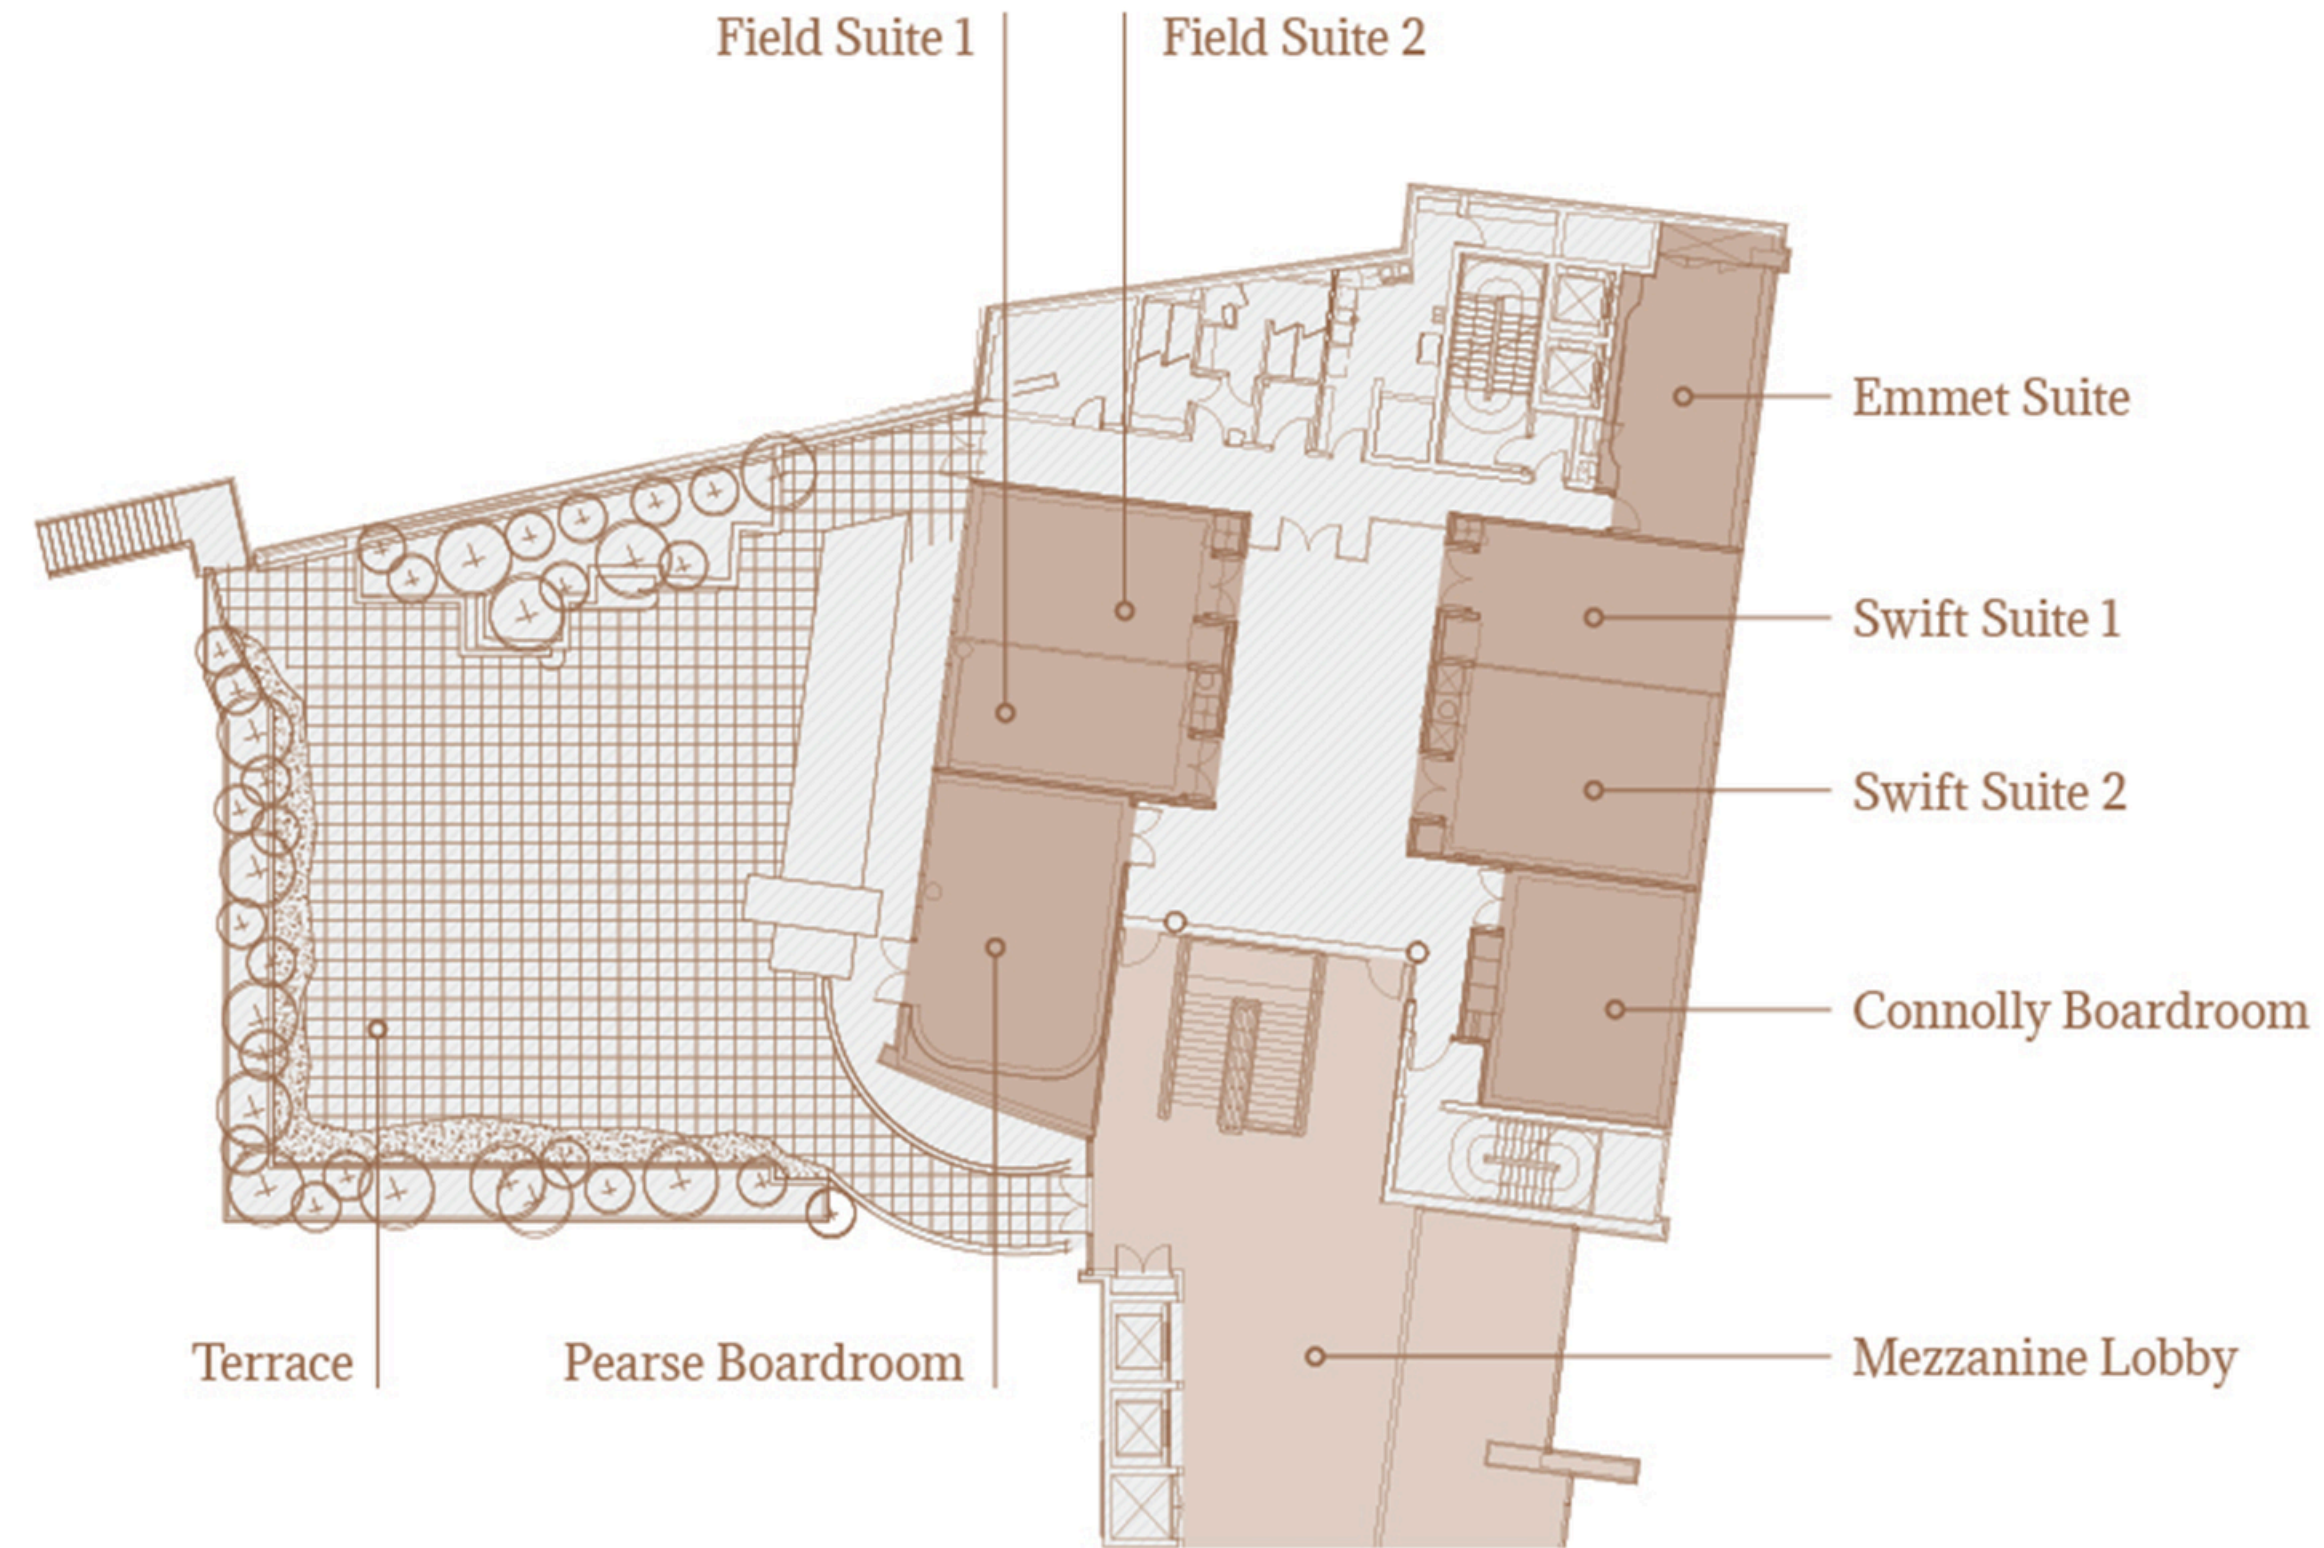 Field Suite 1
Field Suite 2
Emmet Suite
Swift Suite 1
Swift Suite 2
Connolly Boardroom
Terrace
Pearse Boardroom
Mezzanine Lobby